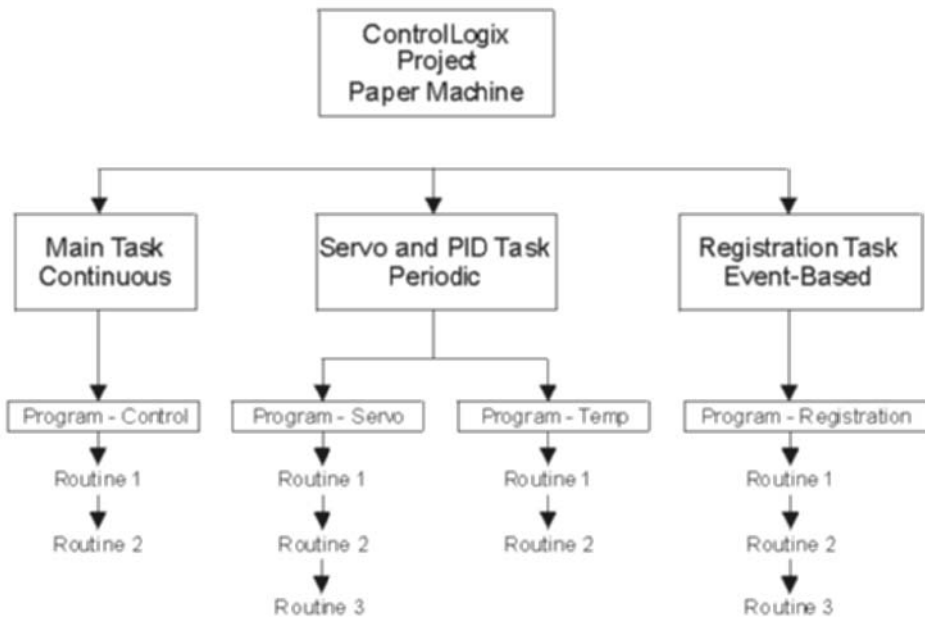 ControlLogix
Project
Paper Machine
Main Task
Continuous
Servo and PID Task
Periodic
Registration Task
Event-Based
Program - Control
Program - Servo
Program - Temp
Program - Registration
Routine 1
Routine 1
Routine 1
Routine 1
Routine 2
Routine 2
Routine 2
Routine 2
Routine 3
Routine 3